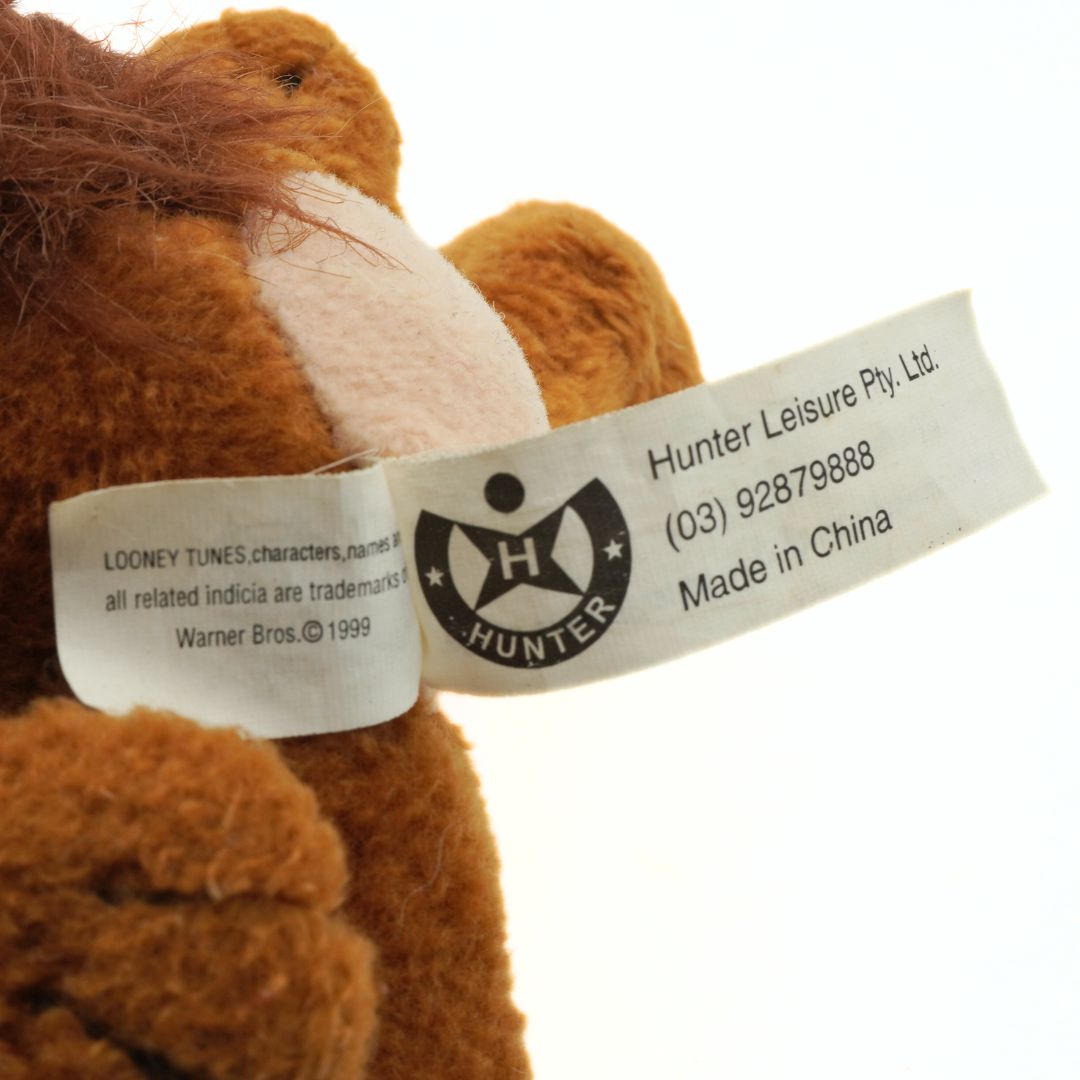 LOONEY TUNES,characters,names
all related indicia are trademarks
Warner Bros.© 1999
H
HUNTER
Hunter Leisure Pty. Ltd.
(03) 92879888
Made in China